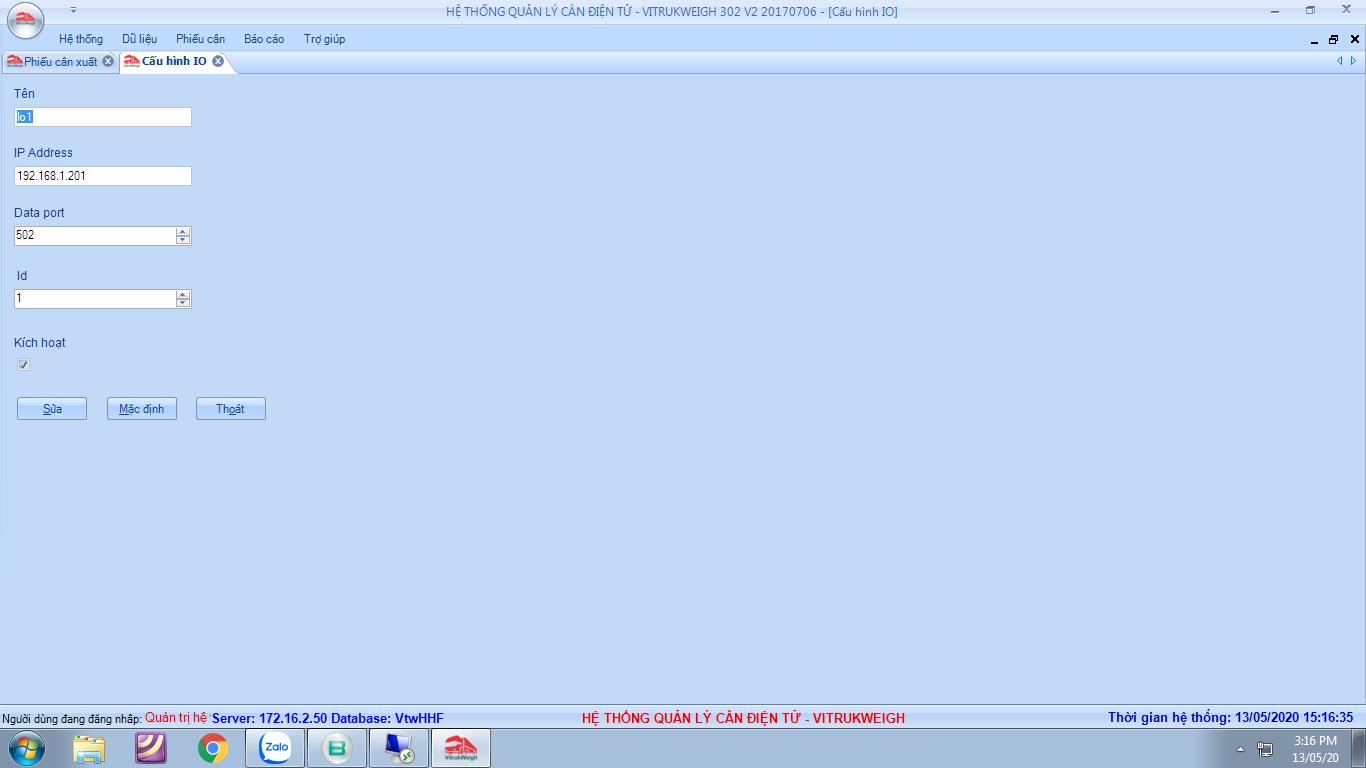 HỆ THỐNG QUẢN LÝ CÂN ĐIỆN TỬ - VITRUKWEIGH 302 V2 20170706 - [Cấu hình IO]
Hệ thống Dữ liệu Phiếu cân Báo cáo Trợ giúp
Phiếu cân xuất Cấu hình IO
Tên
Io1
IP Address
192.168.1.201
Data port
502
Id
1
Kích hoạt
Sửa Mặc định Thoát
Người dùng đang đăng nhập: Quản trị hệ Server: 172.16.2.50 Database: VtwHHF HỆ THỐNG QUẢN LÝ CÂN ĐIỆN TỬ - VITRUKWEIGH Thời gian hệ thống: 13/05/2020 15:16:35
Zalo B VitrukWeigh 3:16 PM
13/05/20